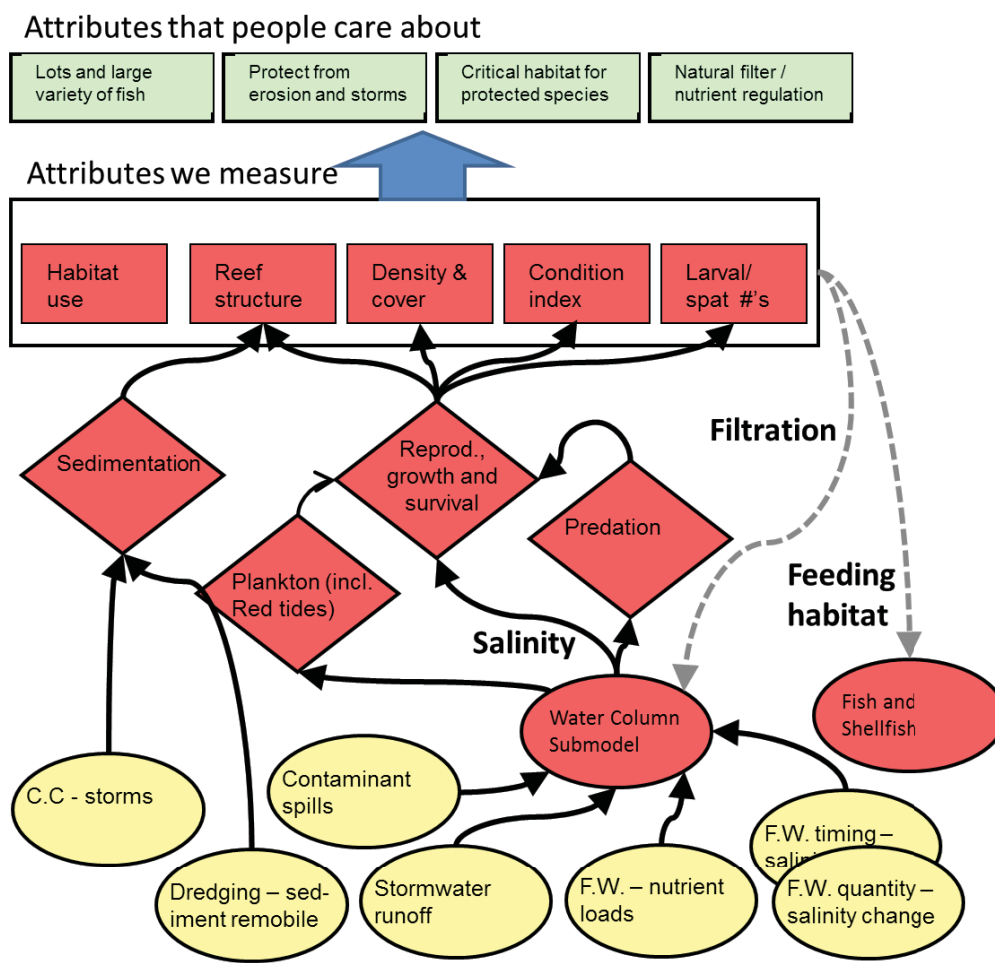 Attributes that people care about
Lots and large
variety of fish
Protect from
erosion and storms
Critical habitat for
protected species
Natural filter /
nutrient regulation
Attributes we measure
Habitat
use
Reef
structure
Density &
cover
Condition
index
Larval/
spat #'s
Filtration
Sedimentation
Reprod.,
growth and
survival
Predation
Plankton (incl.
Red tides)
Feeding
habitat
Salinity
Water Column
Submodel
Fish and
Shellfish
C.C - storms
Contaminant
spills
Dredging – sed-
iment remobile
Stormwater
runoff
F.W. – nutrient
loads
F.W. timing –
F.W. quantity –
salinity change